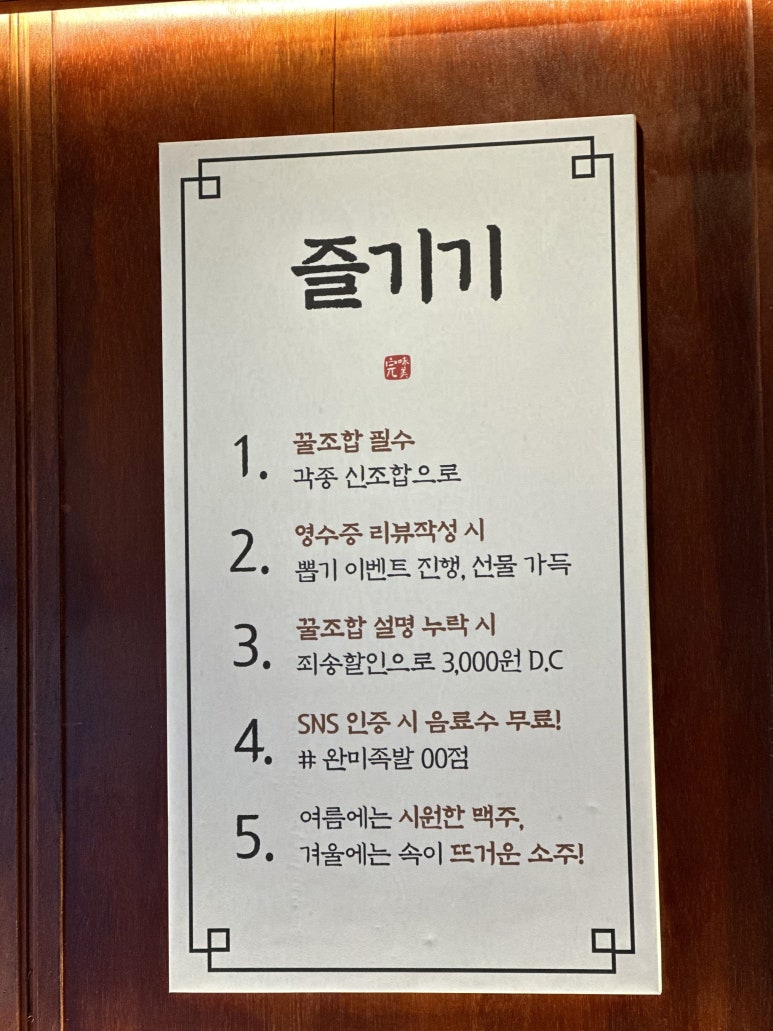 즐기기
1. 꿀조합 필수
각종 신조합으로
2. 영수증 리뷰작성 시
뽑기 이벤트 진행, 선물 가득
3. 꿀조합 설명 누락 시
죄송할인으로 3,000원 D.C
4. SNS 인증 시 음료수 무료!
# 완미족발 00점
5. 여름에는 시원한 맥주,
겨울에는 속이 뜨거운 소주!